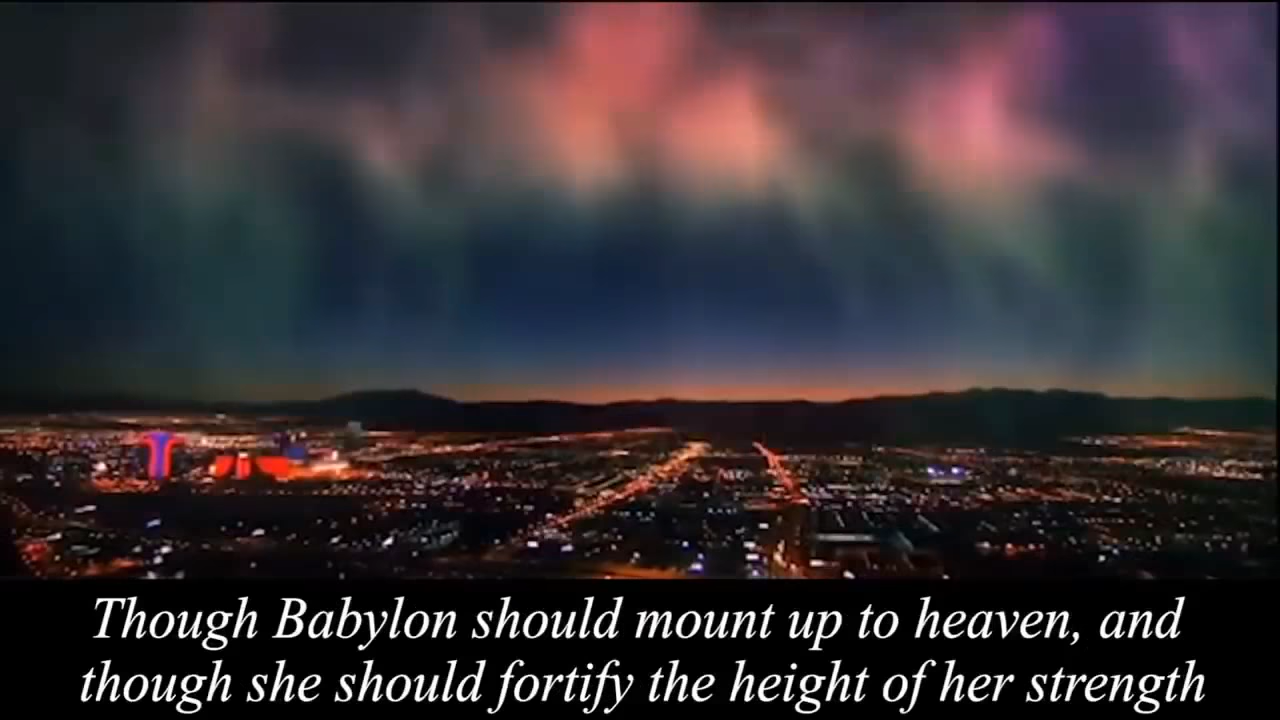 Though Babylon should mount up to heaven, and
though she should fortify the height of her strength